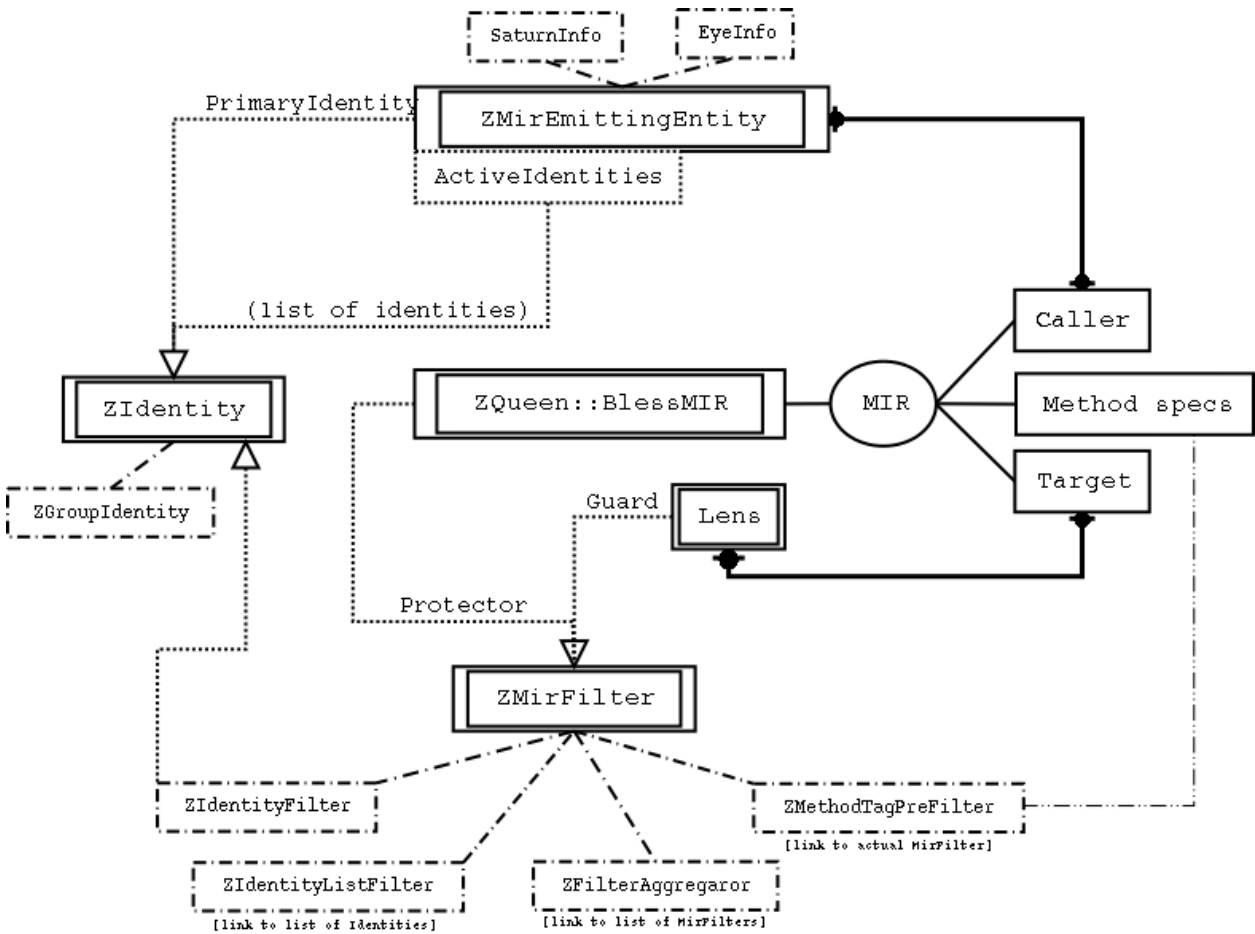 SaturnInfo
EyeInfo
PrimaryIdentity
ZMirEmittingEntity
ActiveIdentities
(list of identities)
Caller
ZIdentity
ZQueen::BlessMIR
MIR
Method specs
Target
ZGroupIdentity
Guard
Lens
Protector
ZMirFilter
ZIdentityFilter
ZMethodTagPreFilter
[link to actual MirFilter]
ZIdentityListFilter
[link to list of Identities]
ZFilterAggregaror
[link to list of MirFilters]